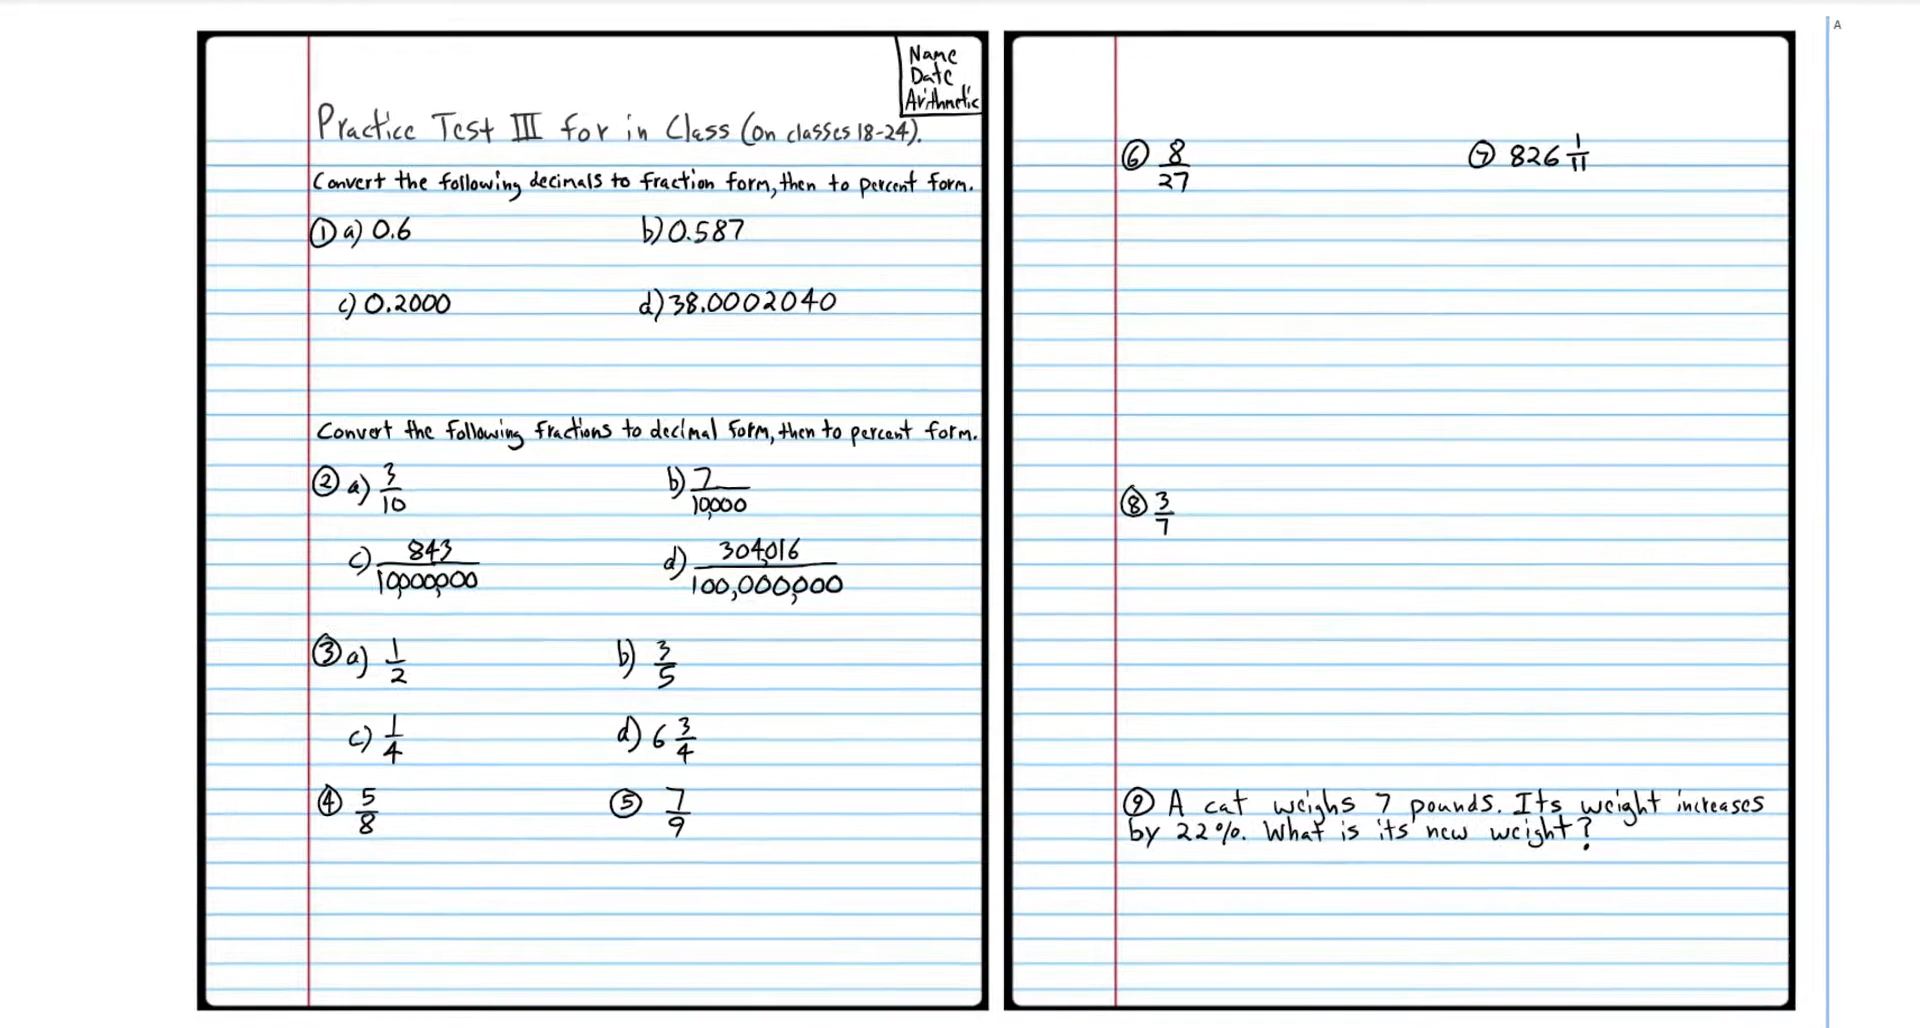 Name
Date
Arithmetic
Practice Test III for in Class (on classes 18-24).
Convert the following decimals to fraction form, then to percent form.
① a) 0.6 b) 0.587
c) 0.2000 d) 38.0002040
Convert the following fractions to decimal form, then to percent form.
② a) 3/10 b) 7/10,000
c) 843/10,000,000 d) 304,016/100,000,000
③ a) 1/2 b) 3/5
c) 1/4 d) 6 3/4
④ 5/8 ⑤ 7/9
⑥ 8/27 ⑦ 826 1/11
⑧ 3/7
⑨ A cat weighs 7 pounds. Its weight increases
by 22%. What is its new weight?
A